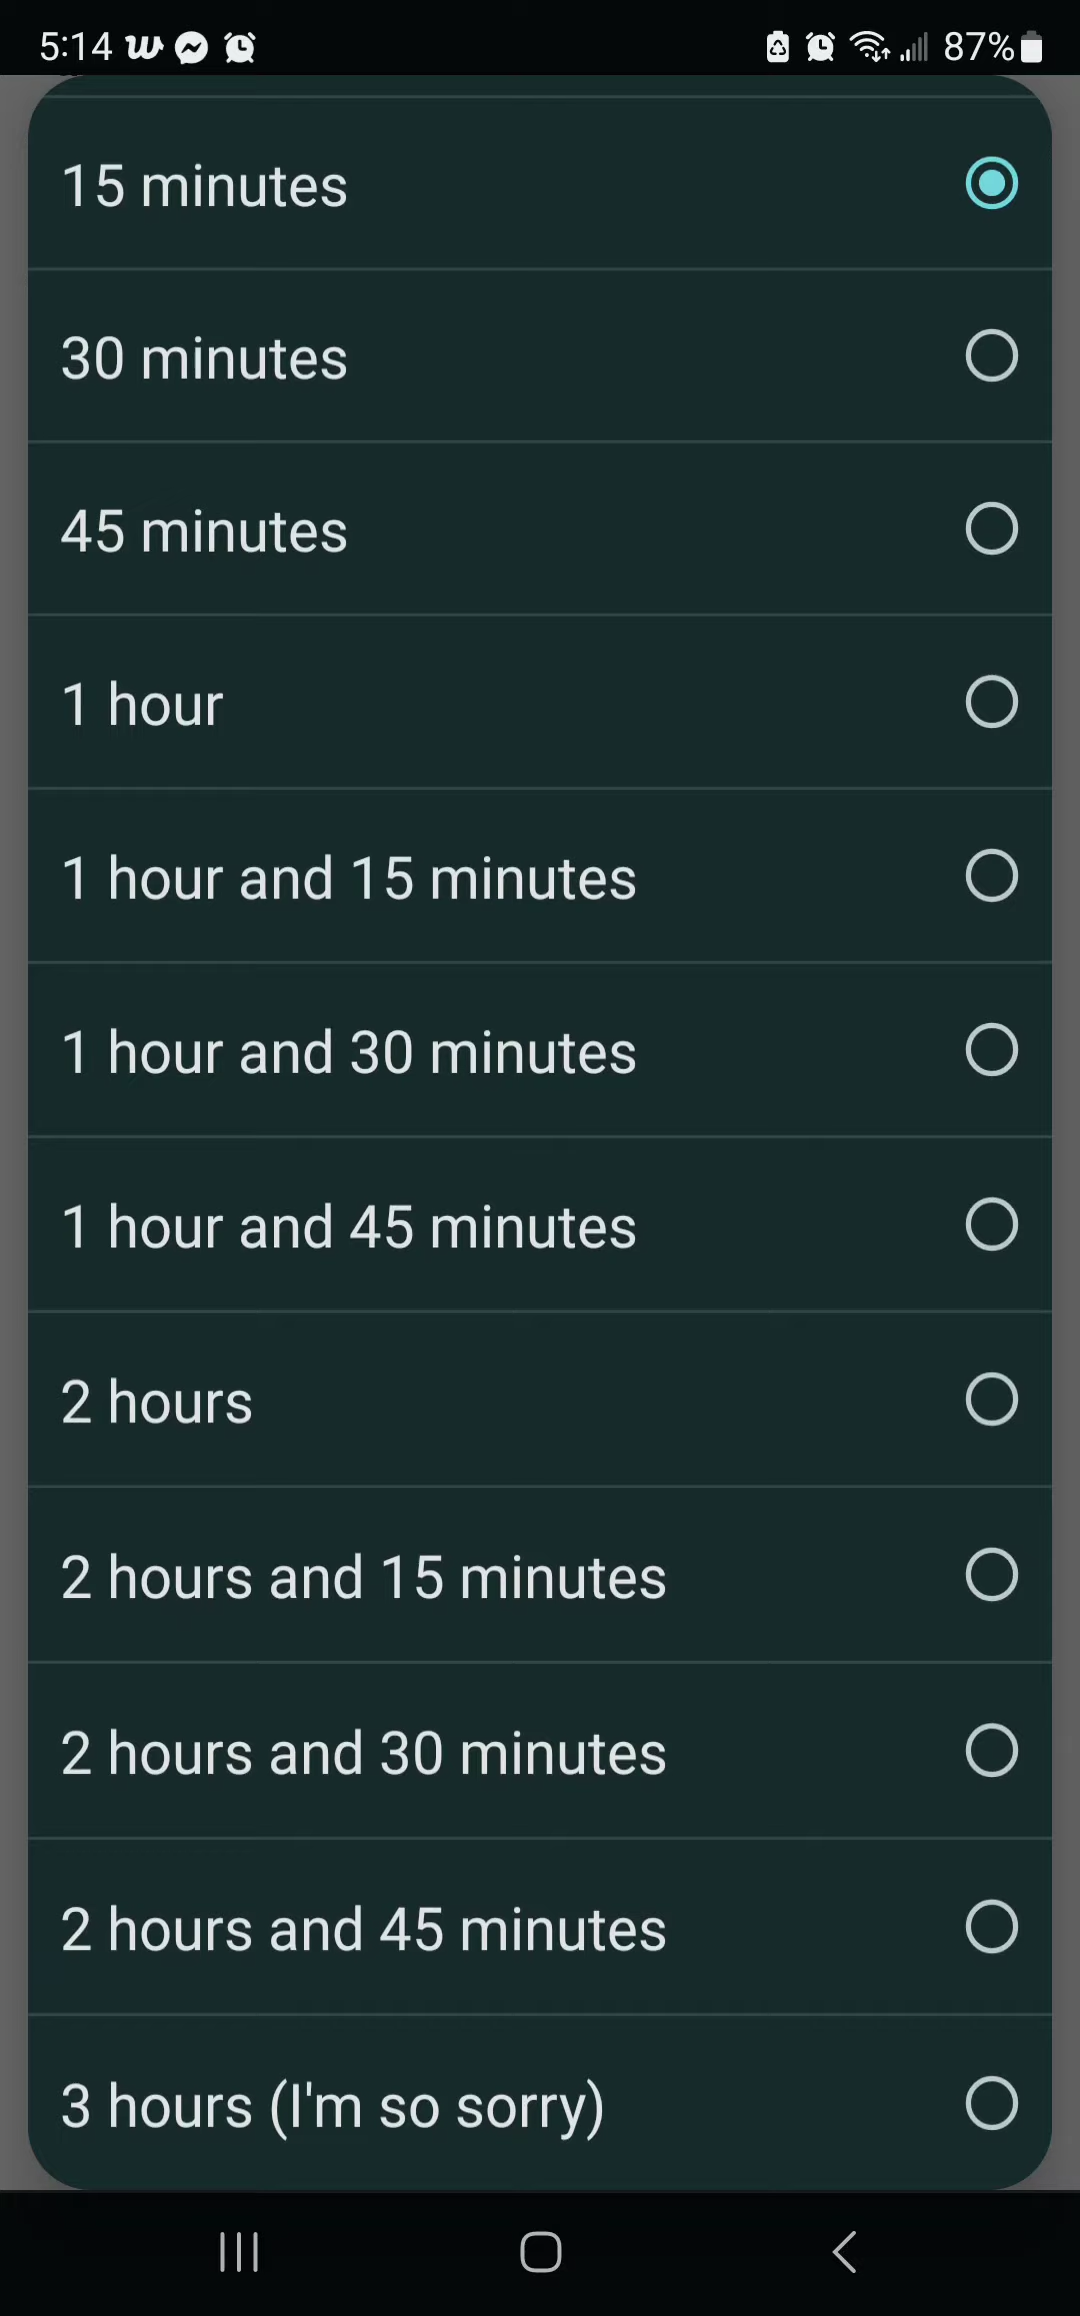 5:14 87%
15 minutes
30 minutes
45 minutes
1 hour
1 hour and 15 minutes
1 hour and 30 minutes
1 hour and 45 minutes
2 hours
2 hours and 15 minutes
2 hours and 30 minutes
2 hours and 45 minutes
3 hours (I'm so sorry)